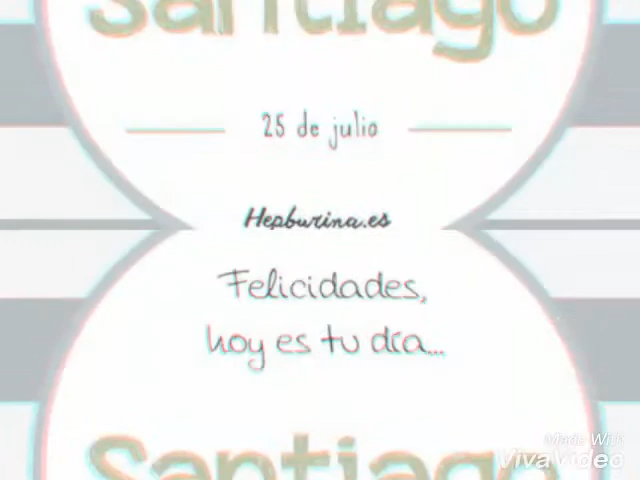 Santiago
25 de julio
Hepburina.es
Felicidades,
hoy es tu día...
Santiago
Made With
VivaVideo